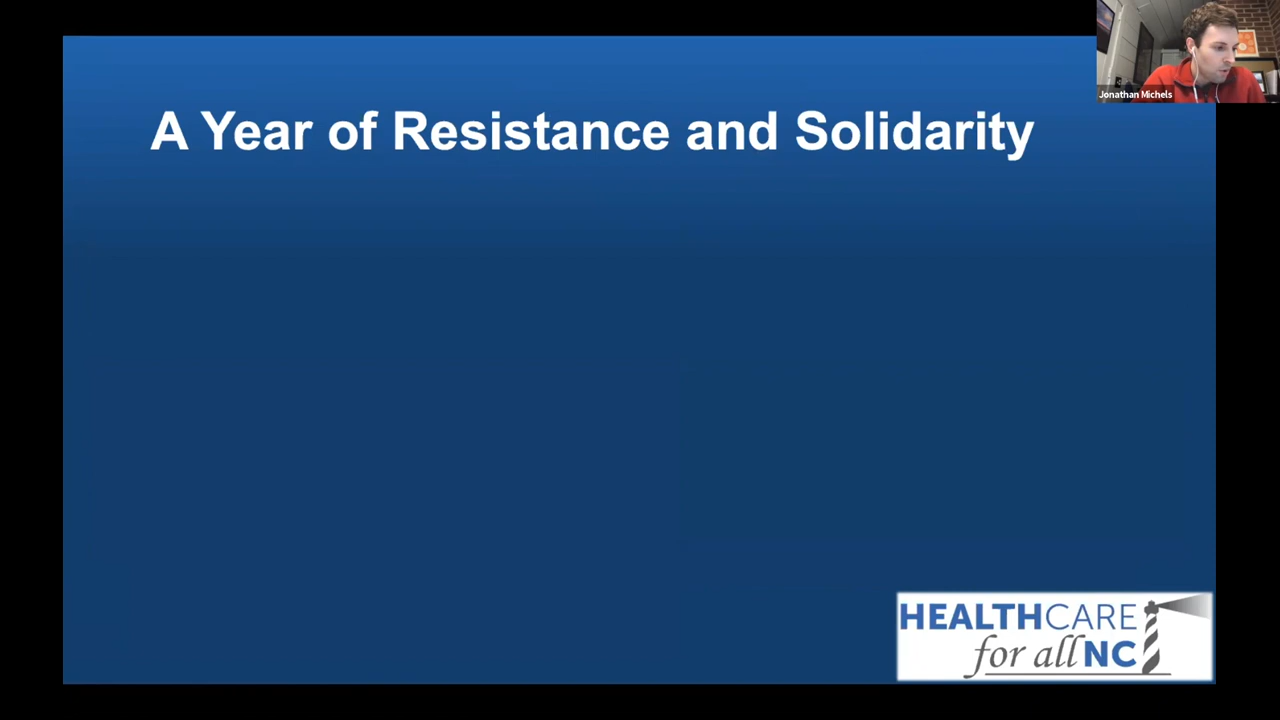 A Year of Resistance and Solidarity
Jonathan Michels
HEALTHCARE
for all NC